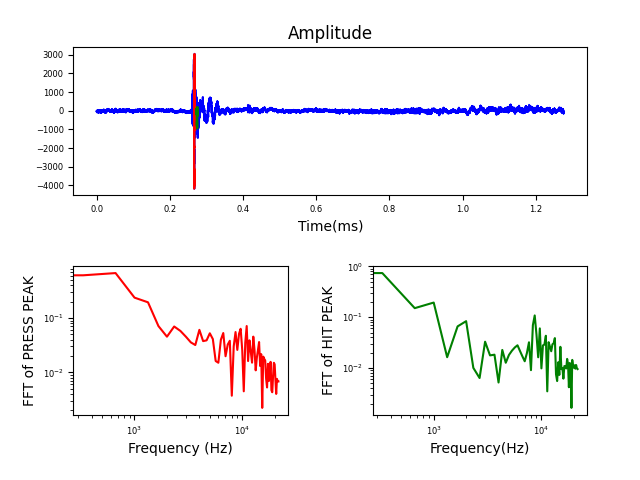 Amplitude
3000
2000
1000
0
−1000
−2000
−3000
−4000
0.0 0.2 0.4 0.6 0.8 1.0 1.2
Time(ms)
FFT of PRESS PEAK
10⁻¹
10⁻²
10³ 10⁴
Frequency (Hz)
FFT of HIT PEAK
10⁰
10⁻¹
10⁻²
10³ 10⁴
Frequency(Hz)